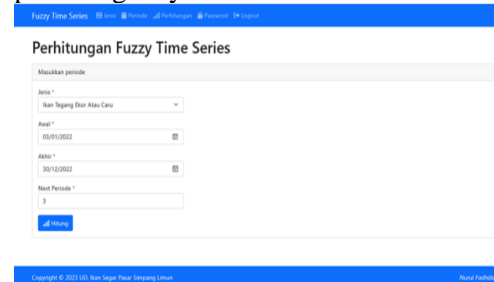 Fuzzy Time Series Jenis Periode Perhitungan Password Logout
Perhitungan Fuzzy Time Series
Masukkan periode
Jenis *
Ikan Tegang Ekor Atau Caru
Awal *
03/01/2022
Akhir *
30/12/2022
Next Periode *
3
Hitung
Copyright © 2023 UD. Ikan Segar Pasar Simpang Limun Nurul